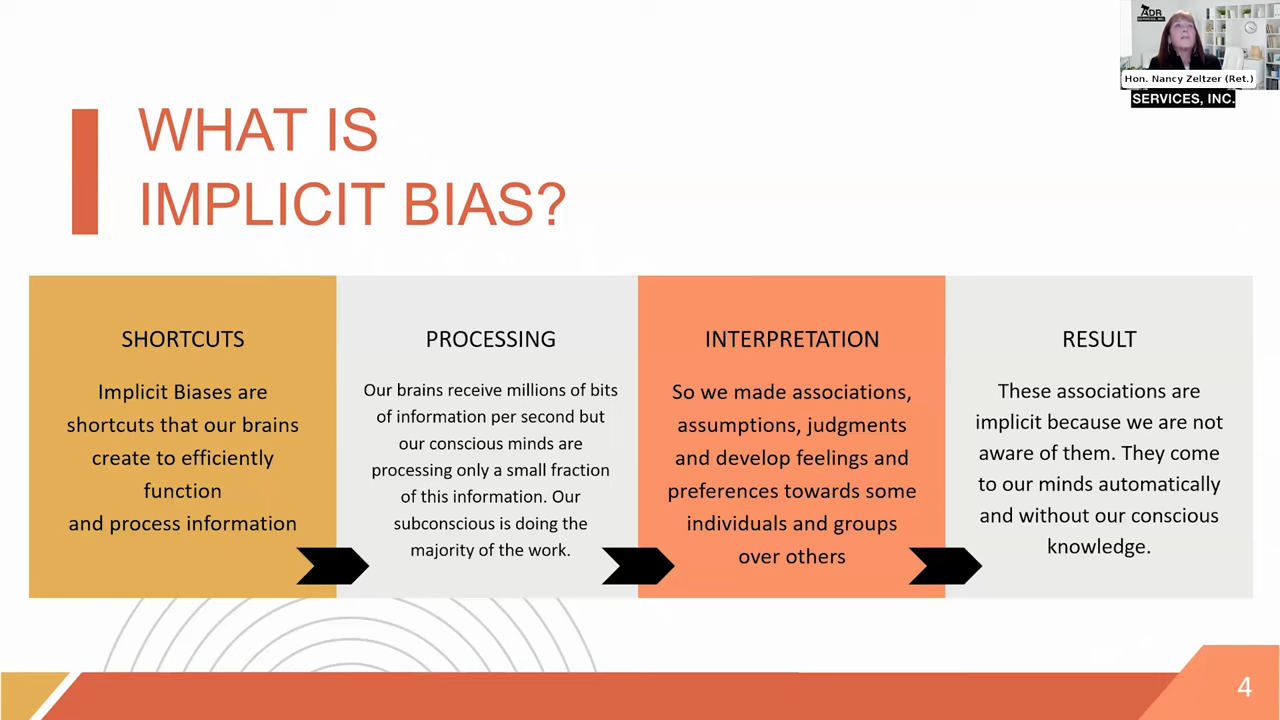 ADR
SERVICES, INC.
Hon. Nancy Zeltzer (Ret.)
SERVICES, INC.
WHAT IS
IMPLICIT BIAS?
SHORTCUTS
Implicit Biases are
shortcuts that our brains
create to efficiently
function
and process information
PROCESSING
Our brains receive millions of bits
of information per second but
our conscious minds are
processing only a small fraction
of this information. Our
subconscious is doing the
majority of the work.
INTERPRETATION
So we made associations,
assumptions, judgments
and develop feelings and
preferences towards some
individuals and groups
over others
RESULT
These associations are
implicit because we are not
aware of them. They come
to our minds automatically
and without our conscious
knowledge.
4